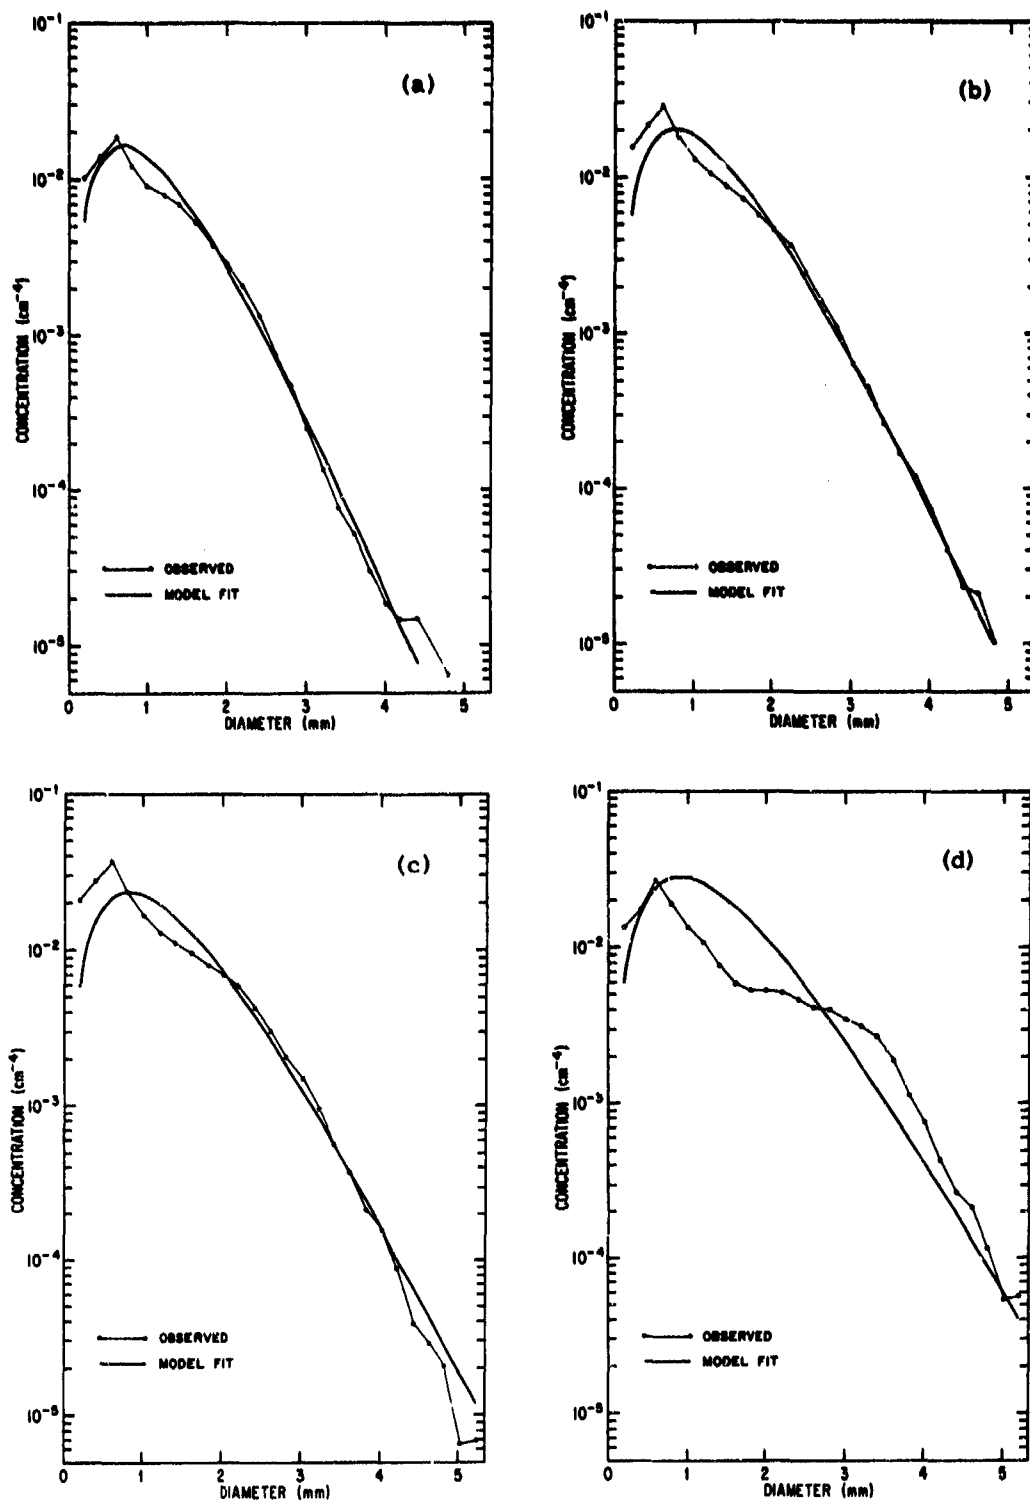 10⁻¹
(a)
10⁻²
CONCENTRATION (cm⁻⁴)
10⁻³
10⁻⁴
OBSERVED
MODEL FIT
10⁻⁵
0 1 2 3 4 5
DIAMETER (mm)
10⁻¹
(b)
10⁻²
CONCENTRATION (cm⁻⁴)
10⁻³
10⁻⁴
OBSERVED
MODEL FIT
10⁻⁵
0 1 2 3 4 5
DIAMETER (mm)
10⁻¹
(c)
10⁻²
CONCENTRATION (cm⁻⁴)
10⁻³
10⁻⁴
OBSERVED
MODEL FIT
10⁻⁵
0 1 2 3 4 5
DIAMETER (mm)
10⁻¹
(d)
10⁻²
CONCENTRATION (cm⁻⁴)
10⁻³
10⁻⁴
OBSERVED
MODEL FIT
10⁻⁵
0 1 2 3 4 5
DIAMETER (mm)